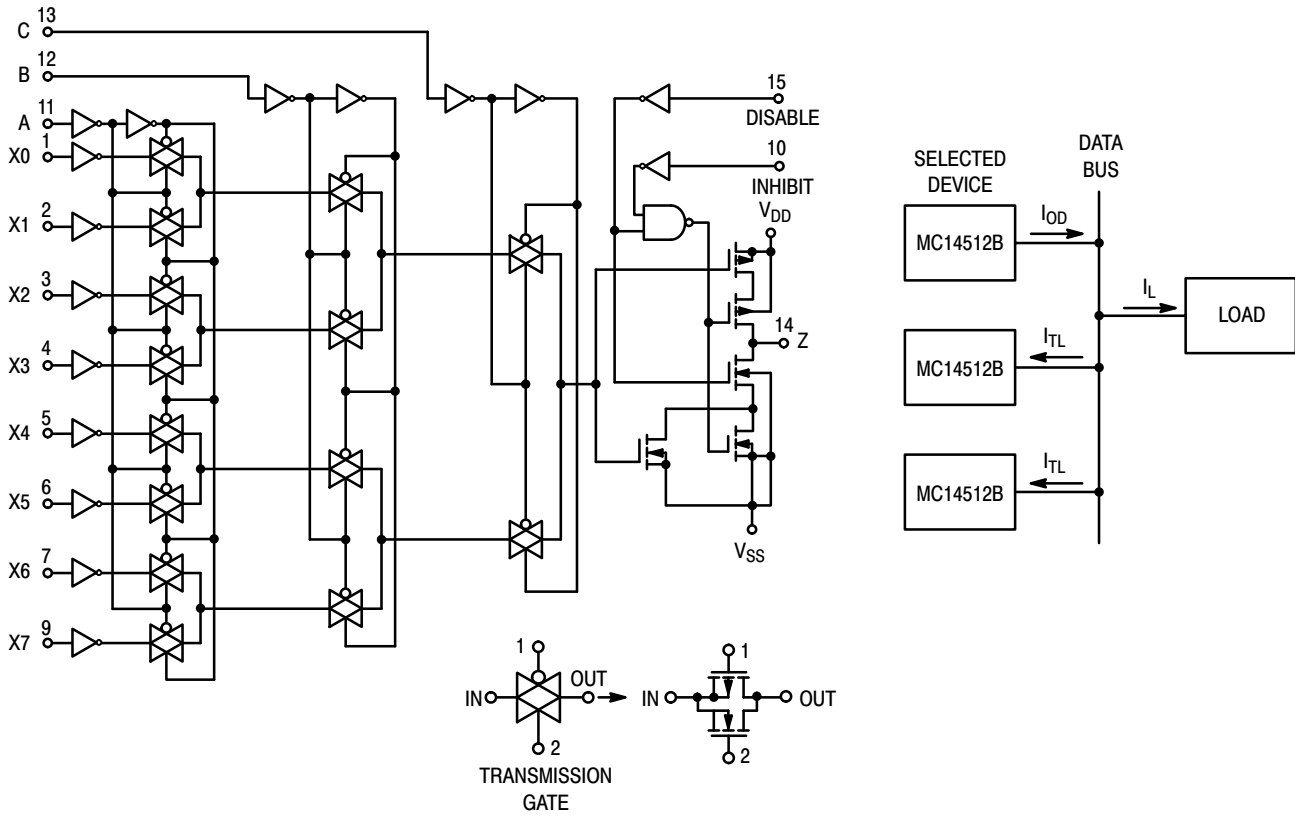 C 13
B 12
A 11
X0 1
X1 2
X2 3
X3 4
X4 5
X5 6
X6 7
X7 9
15
DISABLE
10
INHIBIT
VDD
14
Z
VSS
SELECTED
DEVICE
DATA
BUS
MC14512B
IOD
IL
LOAD
MC14512B
ITL
MC14512B
ITL
1
IN
OUT
2
TRANSMISSION
GATE
1
IN
OUT
2